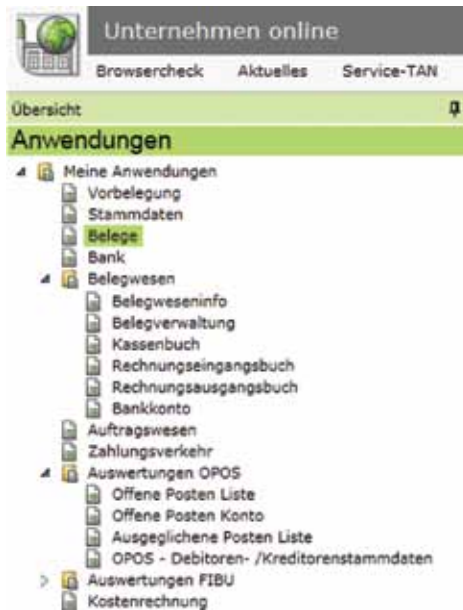 Unternehmen online
Browsercheck Aktuelles Service-TAN
Übersicht
Anwendungen
Meine Anwendungen
Vorbelegung
Stammdaten
Belege
Bank
Belegwesen
Belegweseninfo
Belegverwaltung
Kassenbuch
Rechnungseingangsbuch
Rechnungsausgangsbuch
Bankkonto
Auftragswesen
Zahlungsverkehr
Auswertungen OPOS
Offene Posten Liste
Offene Posten Konto
Ausgeglichene Posten Liste
OPOS - Debitoren- /Kreditorenstammdaten
Auswertungen FIBU
Kostenrechnung